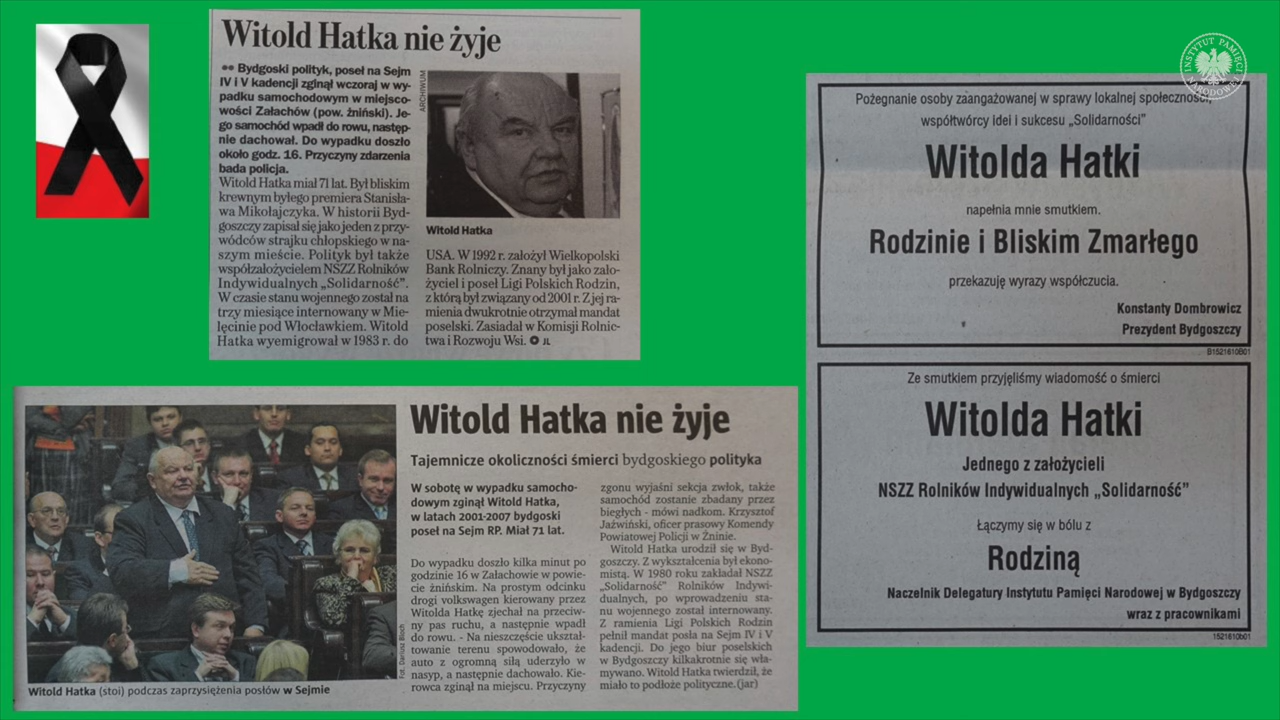 Witold Hatka nie żyje
•• Bydgoski polityk, poseł na Sejm
IV i V kadencji zginął wczoraj w wy-
padku samochodowym w miejsco-
wości Załachów (pow. żniński). Je-
go samochód wpadł do rowu, następ-
nie dachował. Do wypadku doszło
około godz. 16. Przyczyny zdarzenia
bada policja.
Witold Hatka miał 71 lat. Był bliskim
krewnym byłego premiera Stanisła-
wa Mikołajczyka. W historii Byd-
goszczy zapisał się jako jeden z przy-
wódców strajku chłopskiego w na-
szym mieście. Polityk był także
współzałożycielem NSZZ Rolników
Indywidualnych „Solidarność”.
W czasie stanu wojennego został na
trzy miesiące internowany w Mie-
lęcinie pod Włocławkiem. Witold
Hatka wyemigrował w 1983 r. do
ARCHIWUM
Witold Hatka
USA. W 1992 r. założył Wielkopolski
Bank Rolniczy. Znany był jako zało-
życiel i poseł Ligi Polskich Rodzin,
z którą był związany od 2001 r. Z jej ra-
mienia dwukrotnie otrzymał mandat
poselski. Zasiadał w Komisji Rolnic-
twa i Rozwoju Wsi. JL
INSTYTUT PAMIĘCI NARODOWEJ
Pożegnanie osoby zaangażowanej w sprawy lokalnej społeczności,
współtwórcy idei i sukcesu „Solidarności”
Witolda Hatki
napełnia mnie smutkiem.
Rodzinie i Bliskim Zmarłego
przekazuję wyrazy współczucia.
Konstanty Dombrowicz
Prezydent Bydgoszczy
B1521610B01
Ze smutkiem przyjęliśmy wiadomość o śmierci
Witolda Hatki
Jednego z założycieli
NSZZ Rolników Indywidualnych „Solidarność”
Łączymy się w bólu z
Rodziną
Naczelnik Delegatury Instytutu Pamięci Narodowej w Bydgoszczy
wraz z pracownikami
1521610b01
Fot. Dariusz Bloch
Witold Hatka (stoi) podczas zaprzysiężenia posłów w Sejmie
Witold Hatka nie żyje
Tajemnicze okoliczności śmierci bydgoskiego polityka
W sobotę w wypadku samocho-
dowym zginął Witold Hatka,
w latach 2001-2007 bydgoski
poseł na Sejm RP. Miał 71 lat.
Do wypadku doszło kilka minut po
godzinie 16 w Załachowie w powie-
cie żnińskim. Na prostym odcinku
drogi volkswagen kierowany przez
Witolda Hatkę zjechał na przeciw-
ny pas ruchu, a następnie wpadł
do rowu. - Na nieszczęście ukształ-
towanie terenu spowodowało, że
auto z ogromną siłą uderzyło w
nasyp, a następnie dachowało. Kie-
rowca zginął na miejscu. Przyczyny
zgonu wyjaśni sekcja zwłok, także
samochód zostanie zbadany przez
biegłych - mówi nadkom. Krzysztof
Jaźwiński, oficer prasowy Komendy
Powiatowej Policji w Żninie.
Witold Hatka urodził się w Byd-
goszczy. Z wykształcenia był ekono-
mistą. W 1980 roku zakładał NSZZ
„Solidarność” Rolników Indywi-
dualnych, po wprowadzeniu sta-
nu wojennego został internowany.
Z ramienia Ligi Polskich Rodzin
pełnił mandat posła na Sejm IV i V
kadencji. Do jego biur poselskich
w Bydgoszczy kilkakrotnie się wła-
mywano. Witold Hatka twierdził, że
miało to podłoże polityczne. (jar)